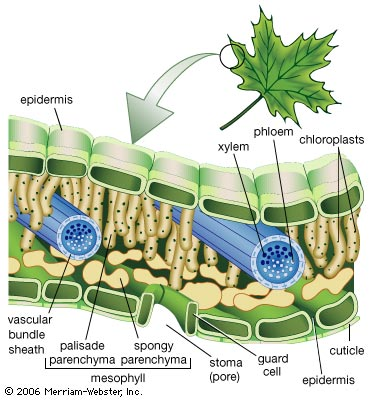 epidermis
xylem
phloem
chloroplasts
vascular
bundle
sheath
palisade
parenchyma
spongy
parenchyma
mesophyll
stoma
(pore)
guard
cell
epidermis
cuticle
© 2006 Merriam-Webster, Inc.